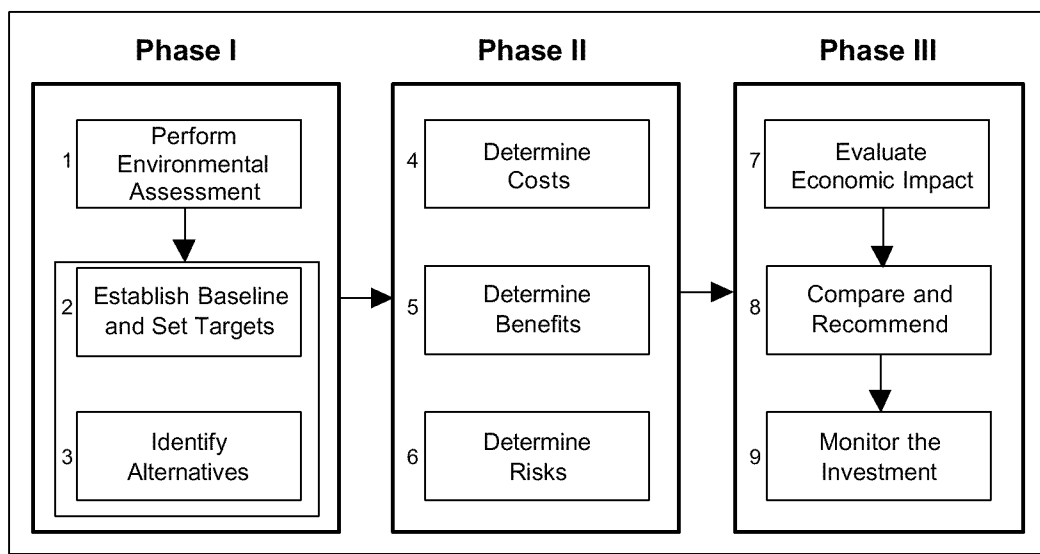 Phase I
1
Perform
Environmental
Assessment
2
Establish Baseline
and Set Targets
3
Identify
Alternatives
Phase II
4
Determine
Costs
5
Determine
Benefits
6
Determine
Risks
Phase III
7
Evaluate
Economic Impact
8
Compare and
Recommend
9
Monitor the
Investment